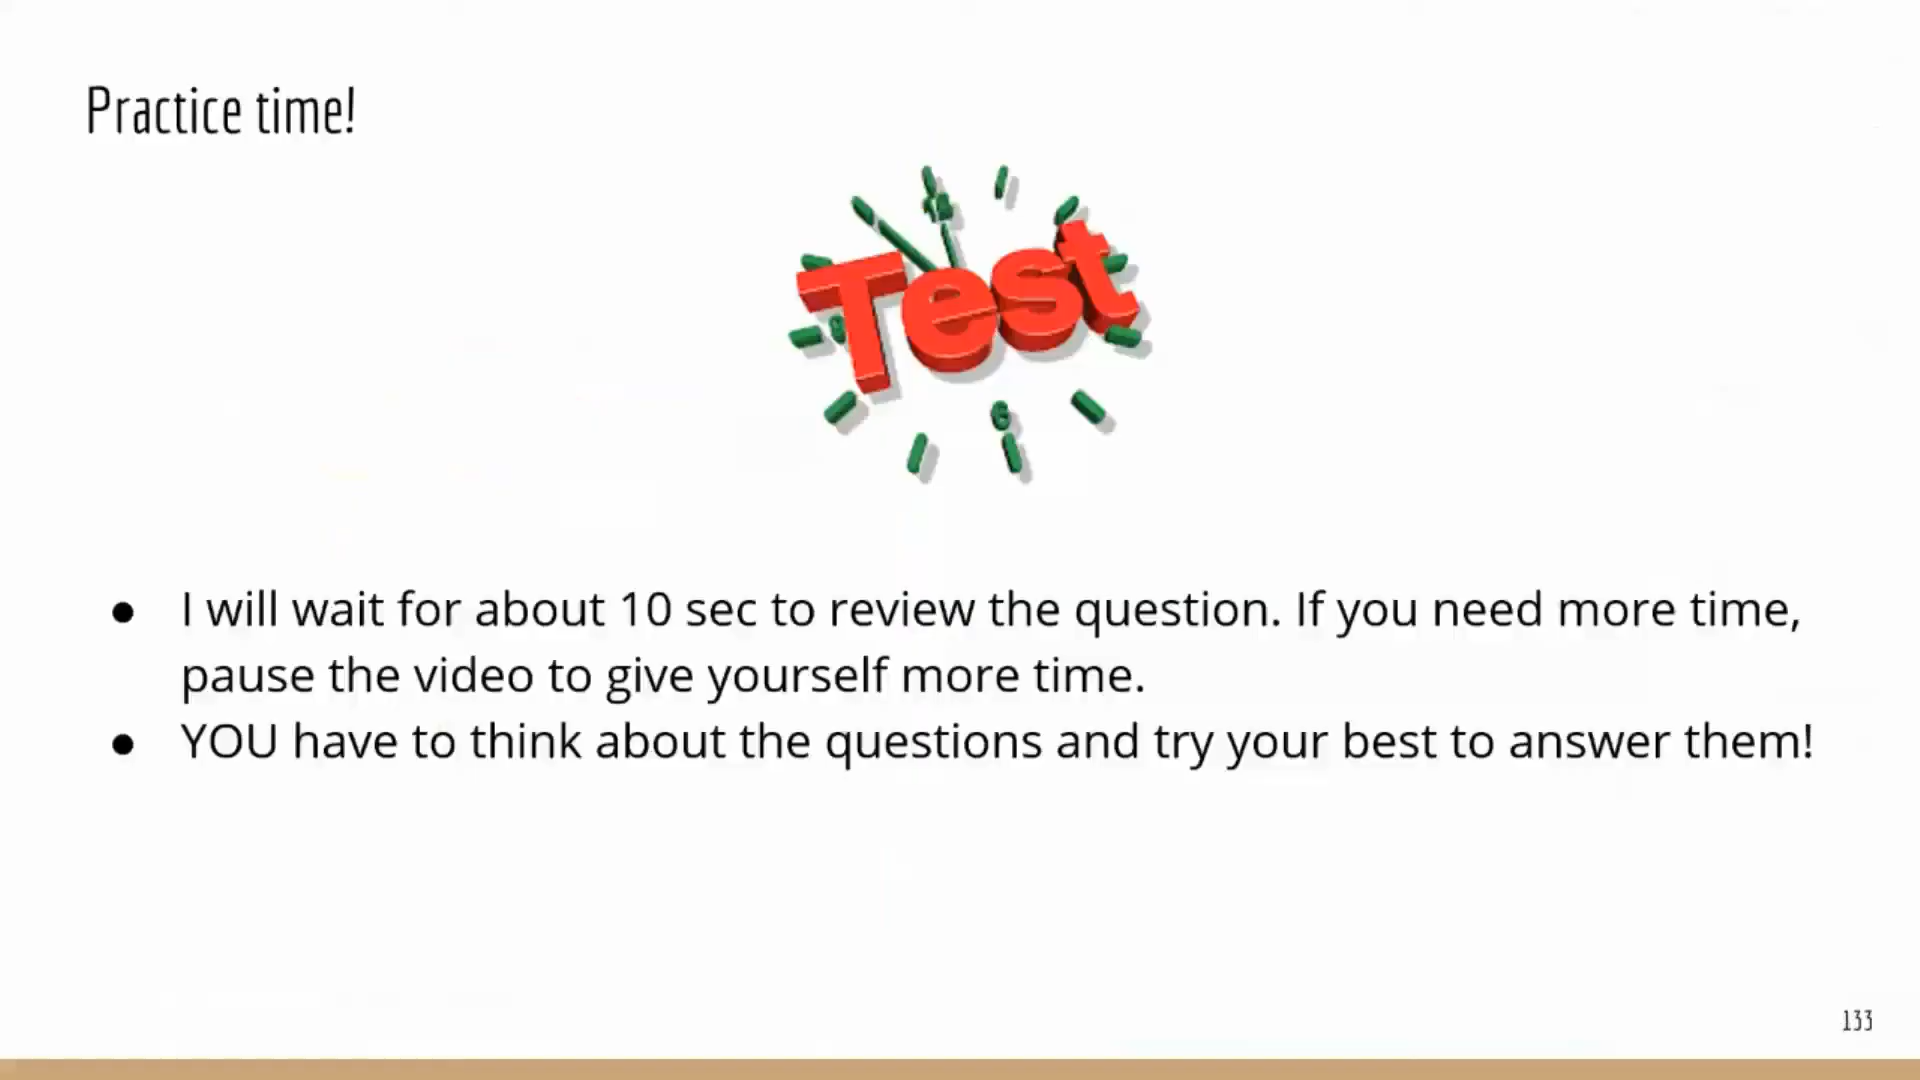 Practice time!
Test
● I will wait for about 10 sec to review the question. If you need more time,
pause the video to give yourself more time.
● YOU have to think about the questions and try your best to answer them!
133